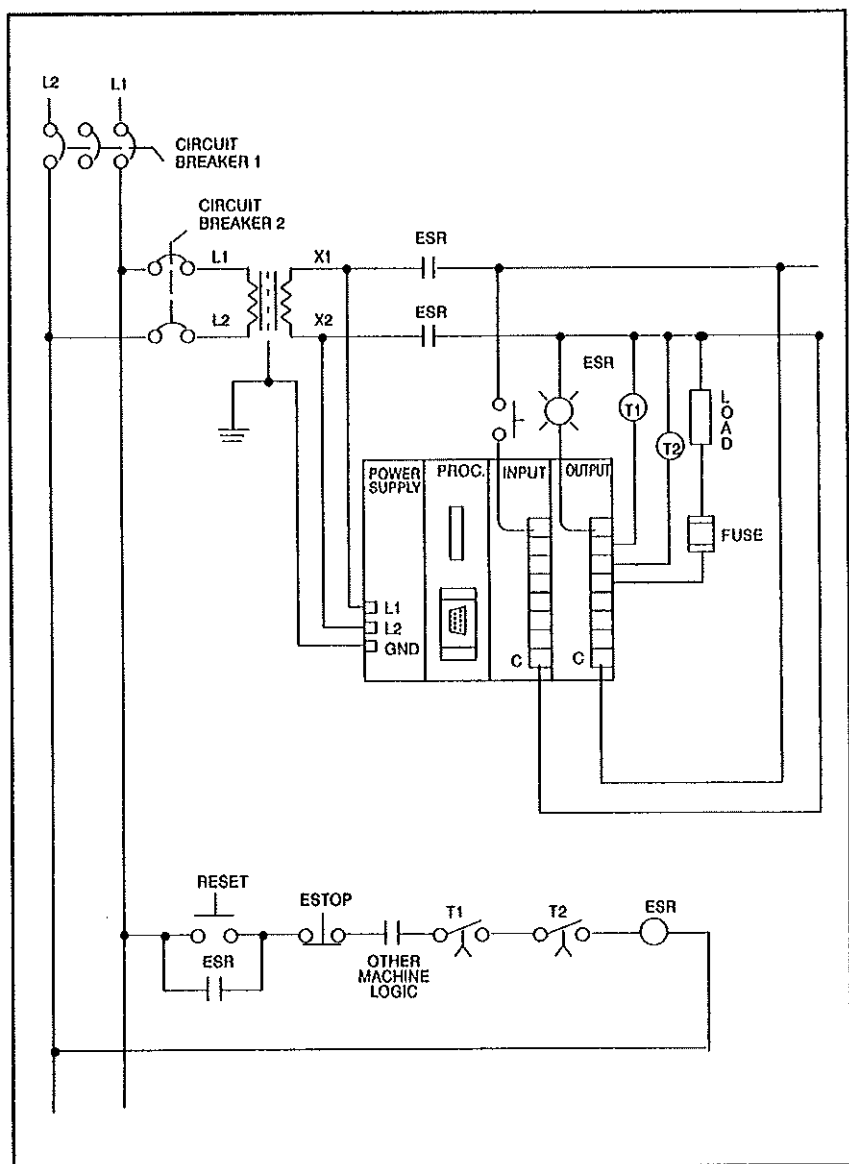 L2 L1
CIRCUIT
BREAKER 1
CIRCUIT
BREAKER 2
L1 X1 ESR
L2 X2 ESR
ESR
T1
T2
LOAD
POWER
SUPPLY
PROC.
INPUT
OUTPUT
FUSE
L1
L2
GND
C
C
RESET
ESTOP
T1
T2
ESR
ESR
OTHER
MACHINE
LOGIC